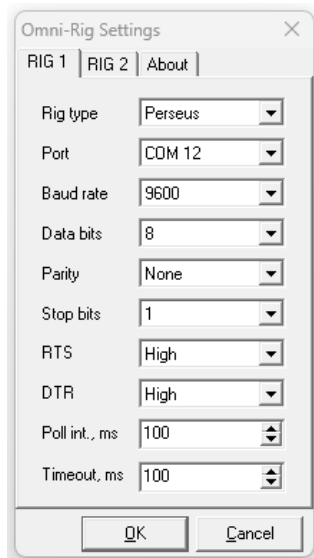 Omni-Rig Settings
RIG 1 RIG 2 About
Rig type Perseus
Port COM 12
Baud rate 9600
Data bits 8
Parity None
Stop bits 1
RTS High
DTR High
Poll int., ms 100
Timeout, ms 100
OK Cancel